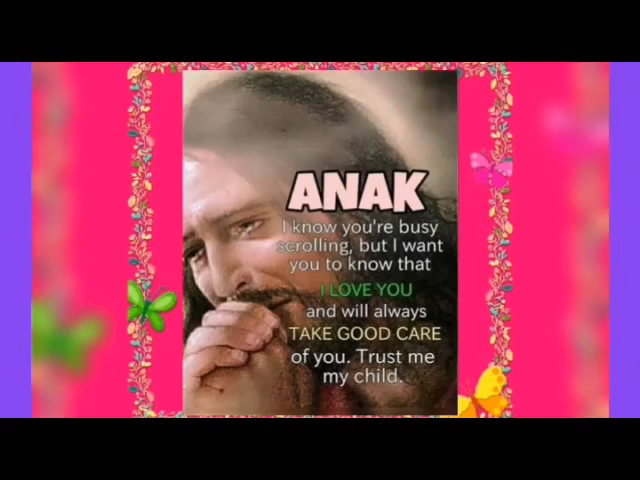 ANAK
I know you're busy
scrolling, but I want
you to know that
I LOVE YOU
and will always
TAKE GOOD CARE
of you. Trust me
my child.